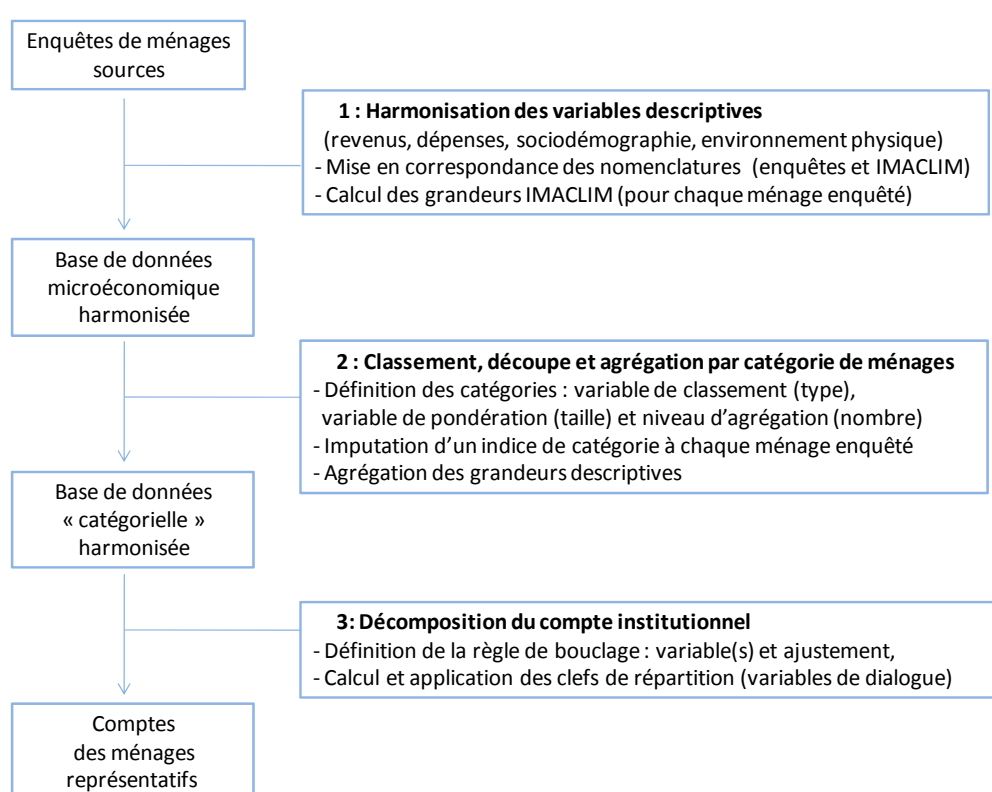 Enquêtes de ménages
sources
1 : Harmonisation des variables descriptives
(revenus, dépenses, sociodémographie, environnement physique)
- Mise en correspondance des nomenclatures (enquêtes et IMACLIM)
- Calcul des grandeurs IMACLIM (pour chaque ménage enquêté)
Base de données
microéconomique
harmonisée
2 : Classement, découpe et agrégation par catégorie de ménages
- Définition des catégories : variable de classement (type),
variable de pondération (taille) et niveau d’agrégation (nombre)
- Imputation d’un indice de catégorie à chaque ménage enquêté
- Agrégation des grandeurs descriptives
Base de données
« catégorielle »
harmonisée
3: Décomposition du compte institutionnel
- Définition de la règle de bouclage : variable(s) et ajustement,
- Calcul et application des clefs de répartition (variables de dialogue)
Comptes
des ménages
représentatifs